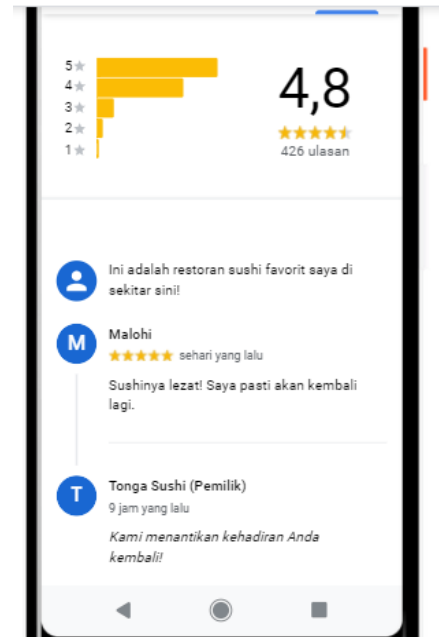 5★
4★
3★
2★
1★
4,8
426 ulasan
Ini adalah restoran sushi favorit saya di
sekitar sini!
M
Malohi
sehari yang lalu
Sushinya lezat! Saya pasti akan kembali
lagi.
T
Tonga Sushi (Pemilik)
9 jam yang lalu
Kami menantikan kehadiran Anda
kembali!